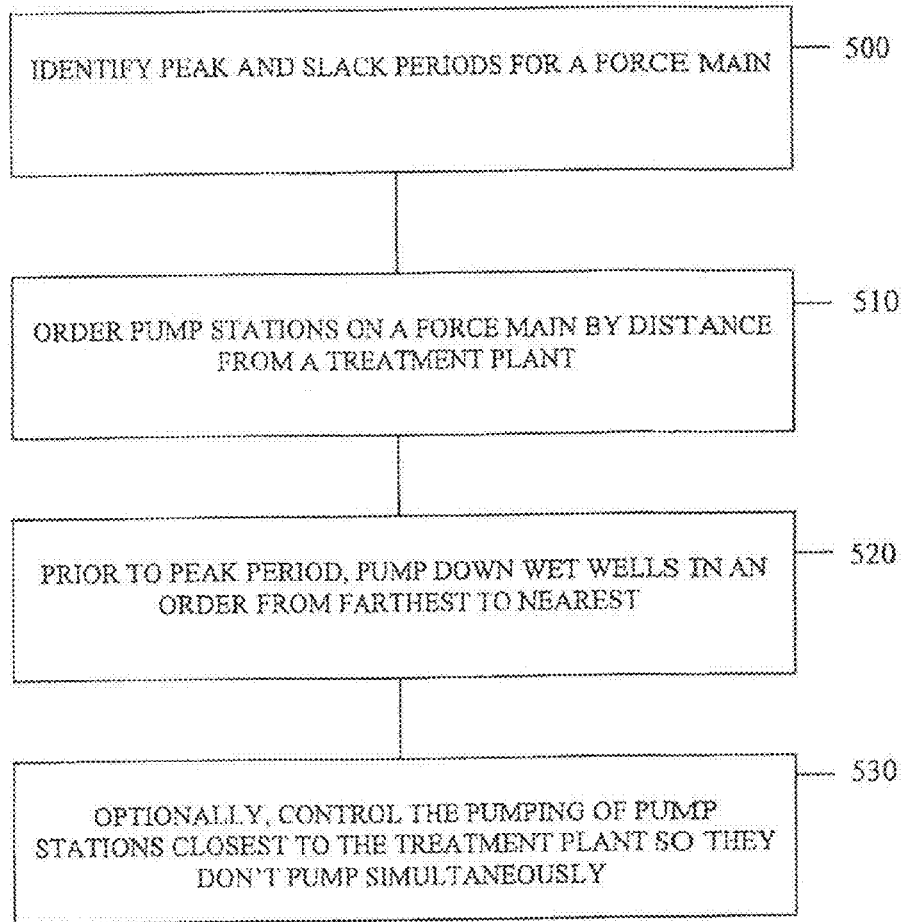 IDENTIFY PEAK AND SLACK PERIODS FOR A FORCE MAIN
500
ORDER PUMP STATIONS ON A FORCE MAIN BY DISTANCE
FROM A TREATMENT PLANT
510
PRIOR TO PEAK PERIOD, PUMP DOWN WET WELLS IN AN
ORDER FROM FARTHEST TO NEAREST
520
OPTIONALLY, CONTROL THE PUMPING OF PUMP
STATIONS CLOSEST TO THE TREATMENT PLANT SO THEY
DON'T PUMP SIMULTANEOUSLY
530